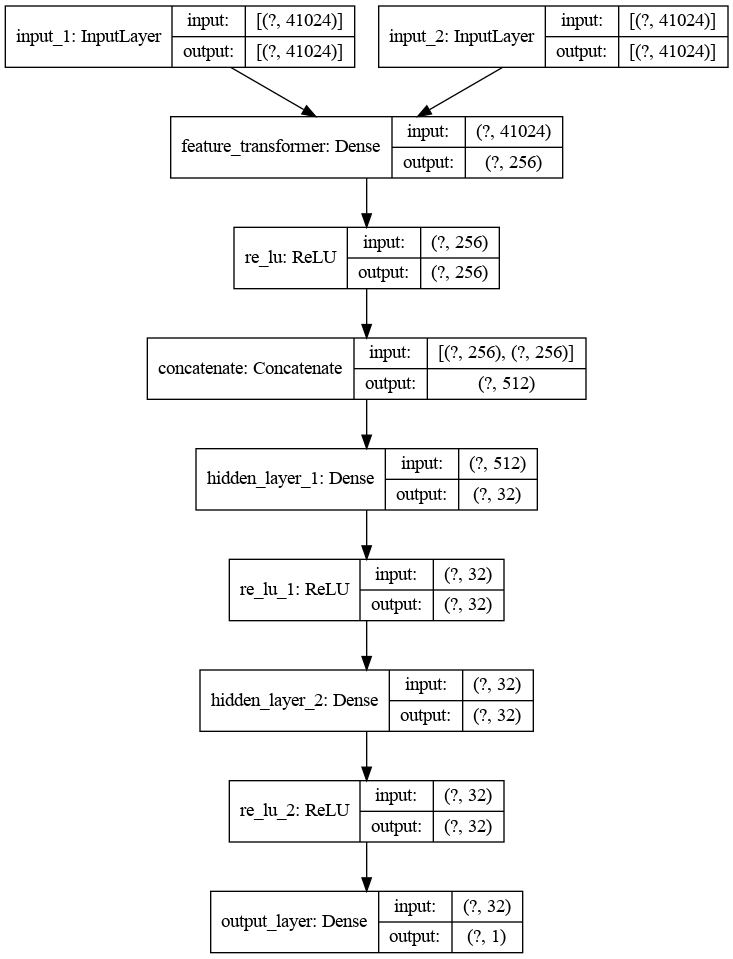 input_1: InputLayer
input: [(?, 41024)]
output: [(?, 41024)]
input_2: InputLayer
input: [(?, 41024)]
output: [(?, 41024)]
feature_transformer: Dense
input: (?, 41024)
output: (?, 256)
re_lu: ReLU
input: (?, 256)
output: (?, 256)
concatenate: Concatenate
input: [(?, 256), (?, 256)]
output: (?, 512)
hidden_layer_1: Dense
input: (?, 512)
output: (?, 32)
re_lu_1: ReLU
input: (?, 32)
output: (?, 32)
hidden_layer_2: Dense
input: (?, 32)
output: (?, 32)
re_lu_2: ReLU
input: (?, 32)
output: (?, 32)
output_layer: Dense
input: (?, 32)
output: (?, 1)